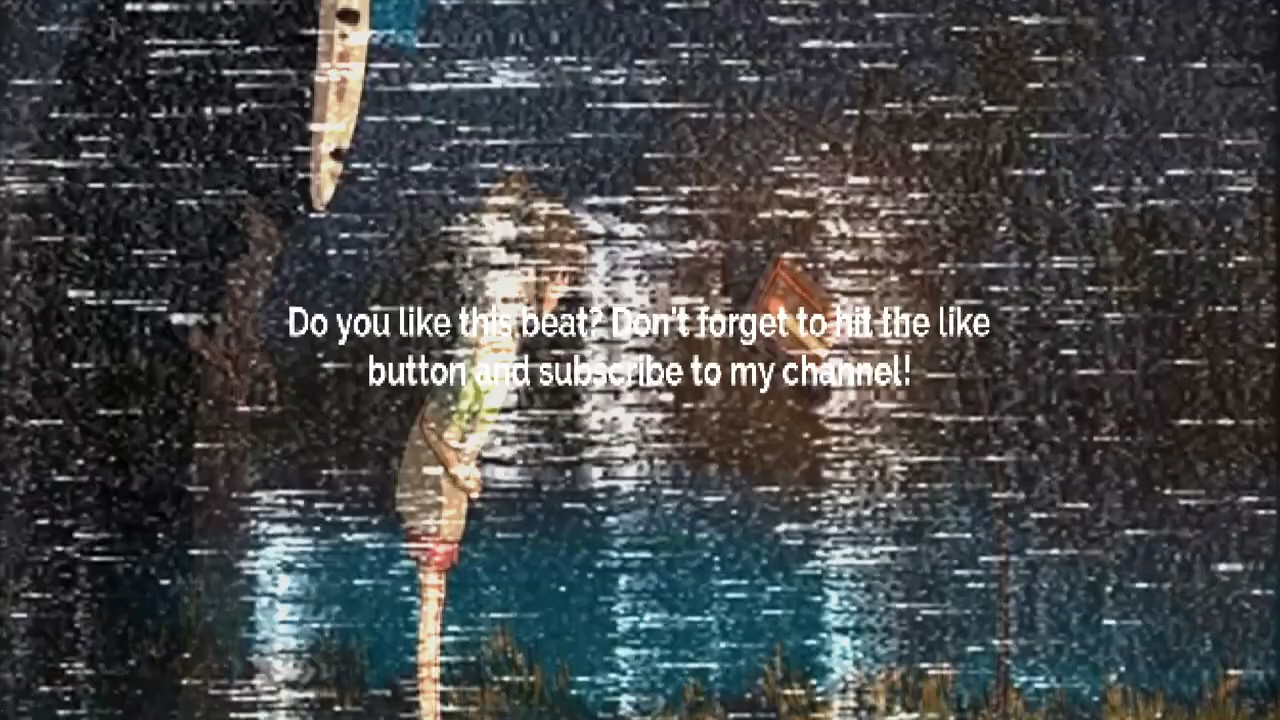 Do you like this beat? Don't forget to hit the like
button and subscribe to my channel!